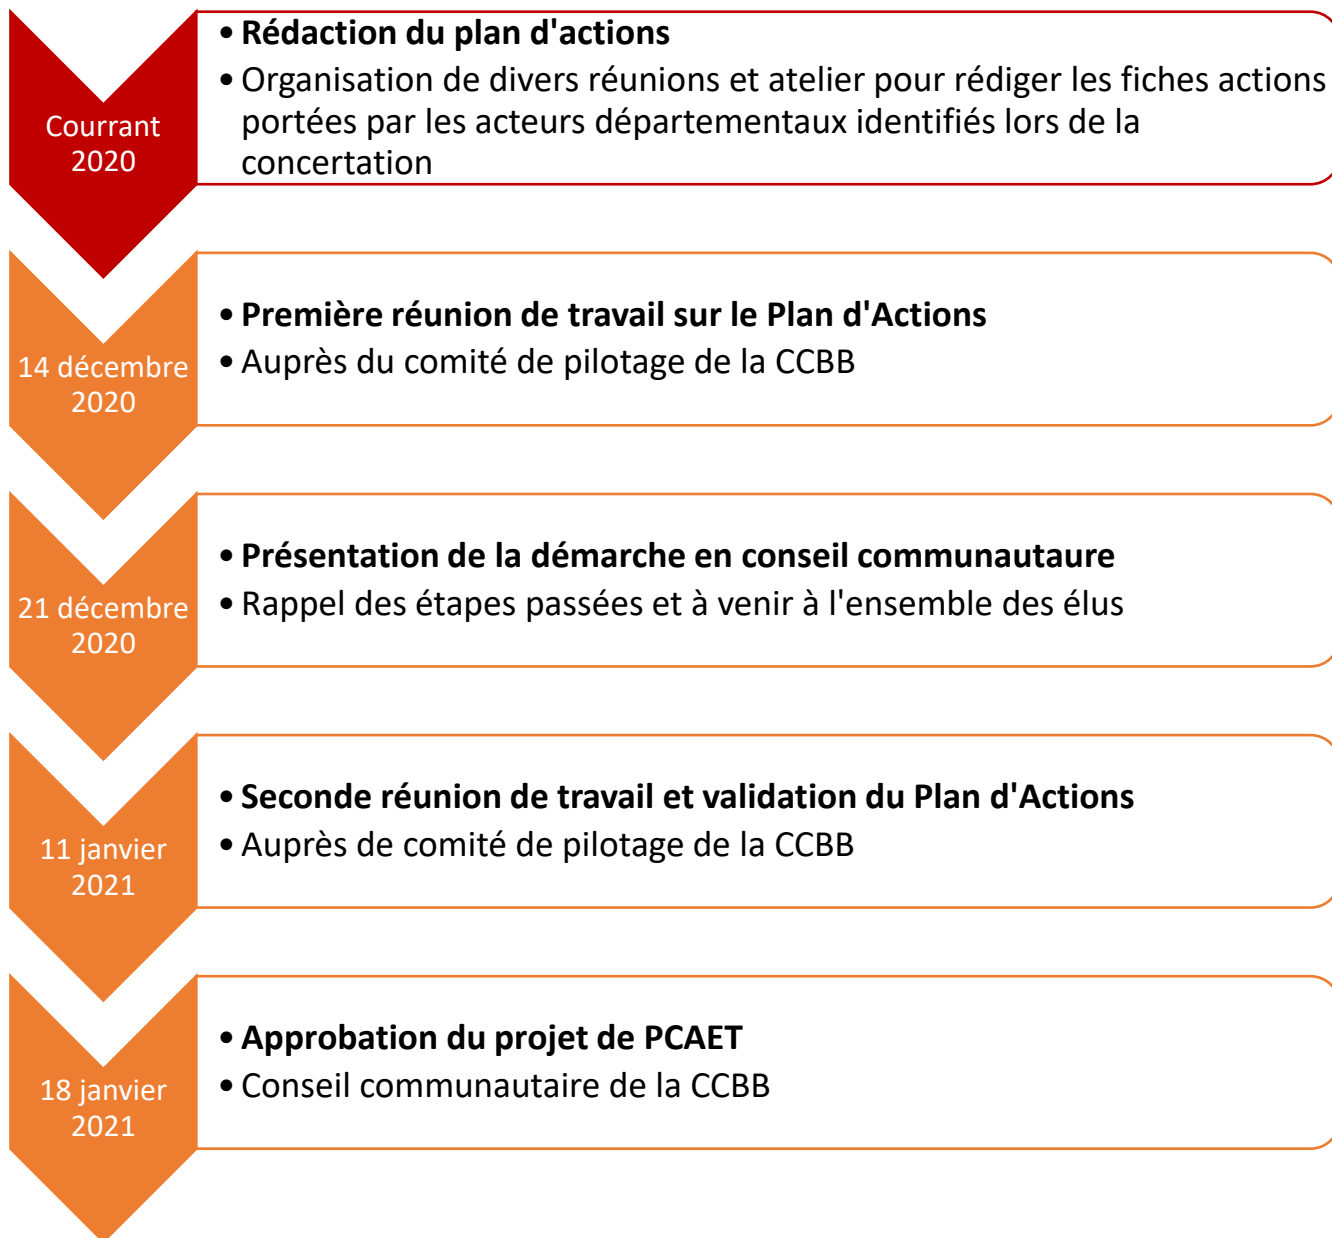 Courrant
2020
• Rédaction du plan d'actions
• Organisation de divers réunions et atelier pour rédiger les fiches actions
portées par les acteurs départementaux identifiés lors de la
concertation
14 décembre
2020
• Première réunion de travail sur le Plan d'Actions
• Auprès du comité de pilotage de la CCBB
21 décembre
2020
• Présentation de la démarche en conseil communautaure
• Rappel des étapes passées et à venir à l'ensemble des élus
11 janvier
2021
• Seconde réunion de travail et validation du Plan d'Actions
• Auprès de comité de pilotage de la CCBB
18 janvier
2021
• Approbation du projet de PCAET
• Conseil communautaire de la CCBB